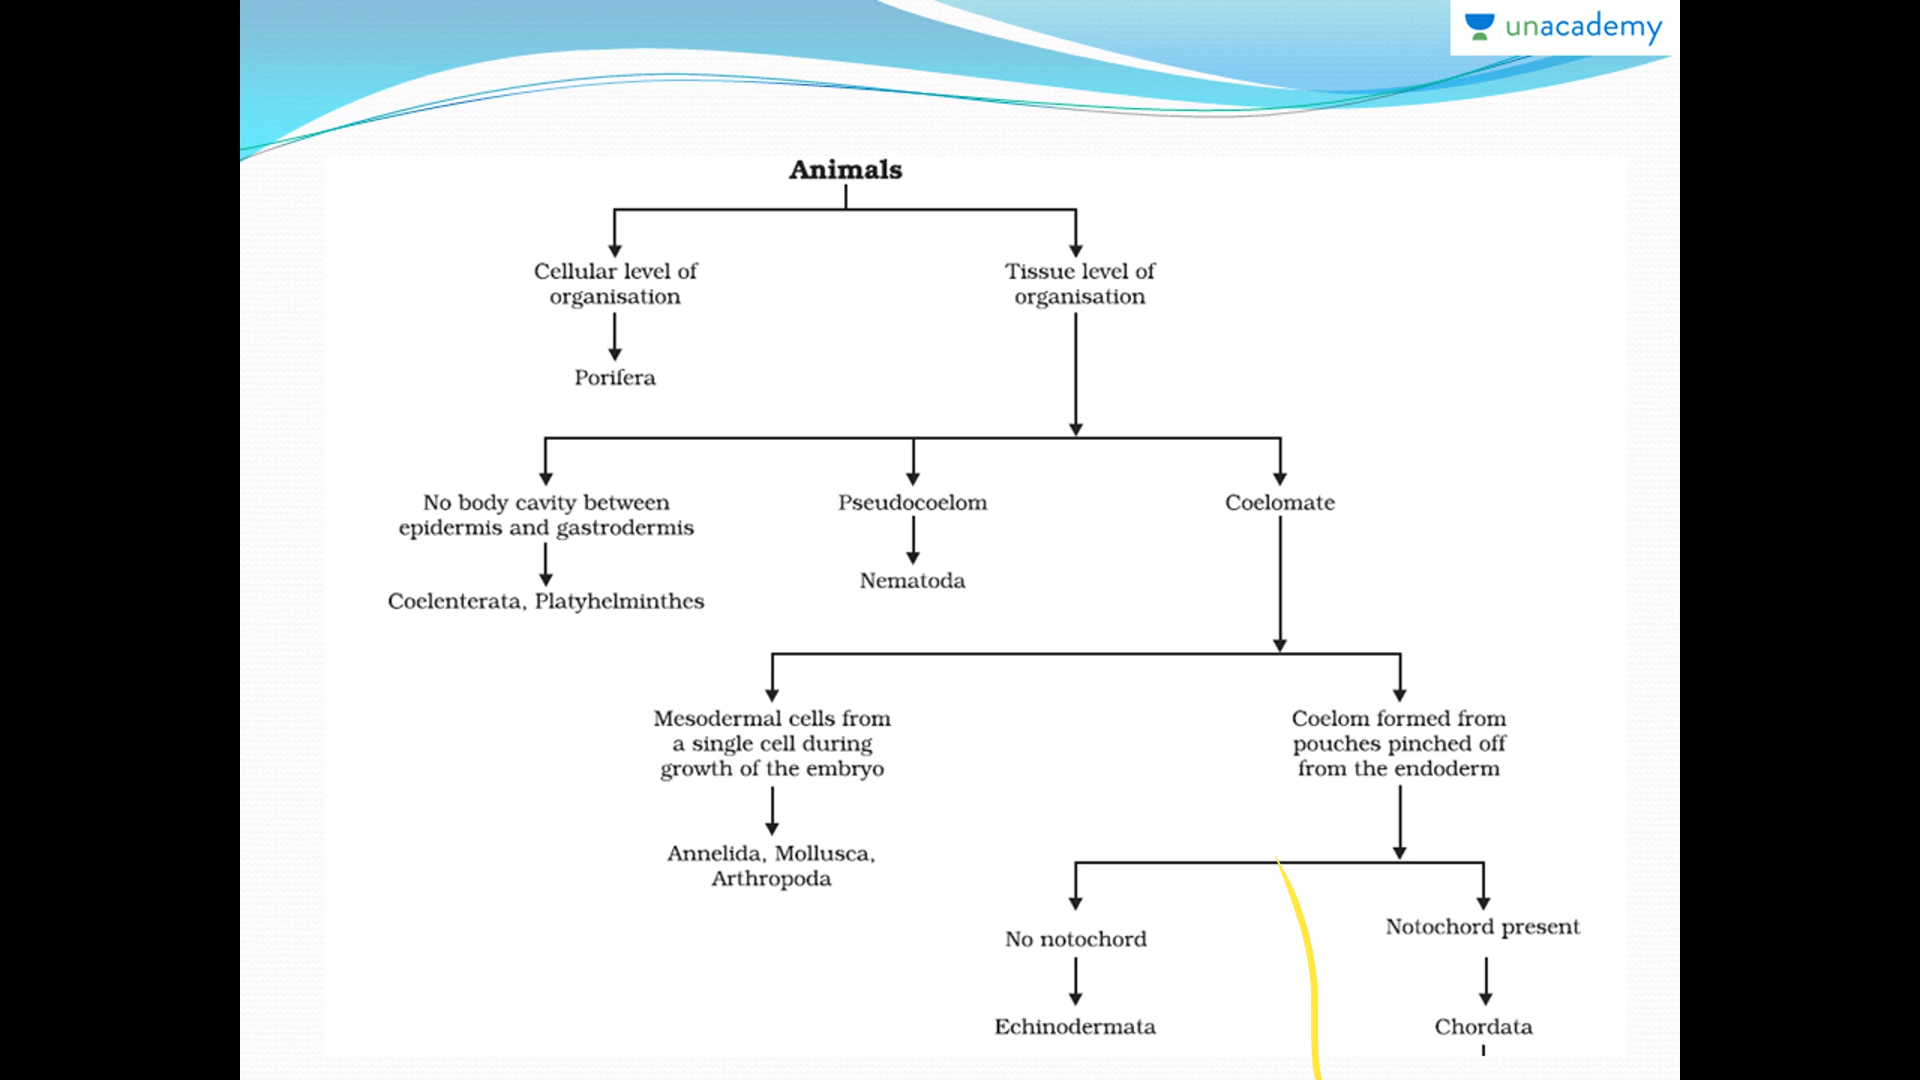 unacademy
Animals
Cellular level of
organisation
Tissue level of
organisation
Porifera
No body cavity between
epidermis and gastrodermis
Pseudocoelom
Coelomate
Nematoda
Coelenterata, Platyhelminthes
Mesodermal cells from
a single cell during
growth of the embryo
Coelom formed from
pouches pinched off
from the endoderm
Annelida, Mollusca,
Arthropoda
No notochord
Notochord present
Echinodermata
Chordata